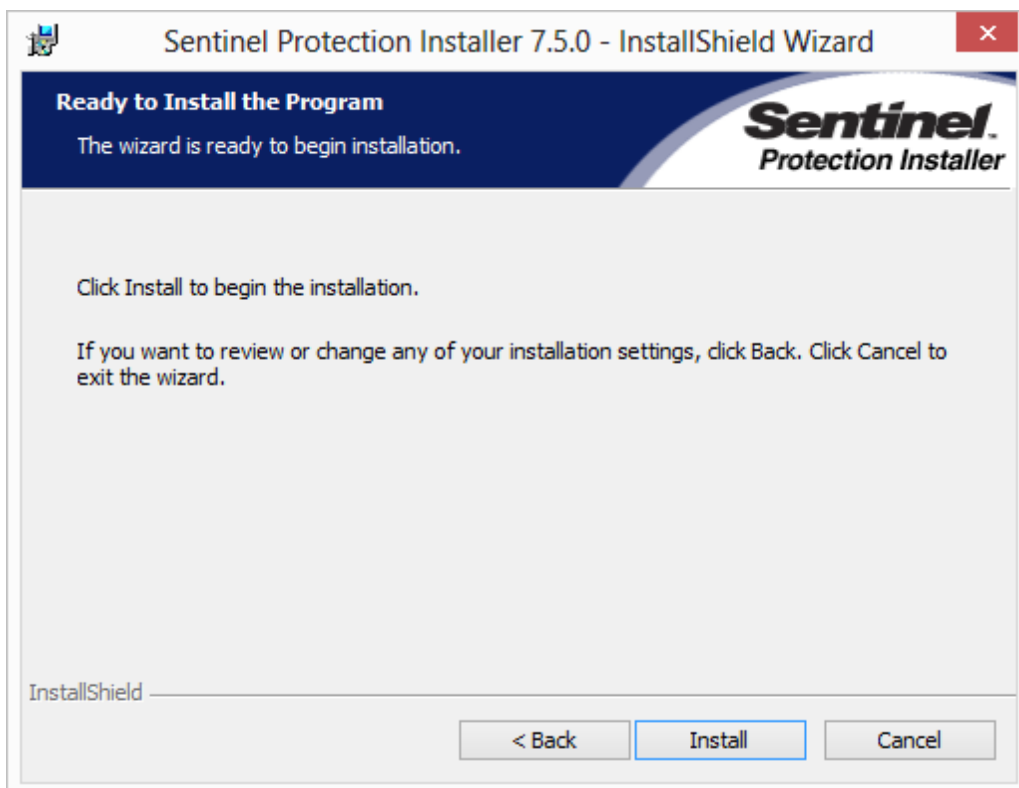 Sentinel Protection Installer 7.5.0 - InstallShield Wizard
Ready to Install the Program
The wizard is ready to begin installation.
Sentinel.
Protection Installer
Click Install to begin the installation.
If you want to review or change any of your installation settings, click Back. Click Cancel to
exit the wizard.
InstallShield
< Back
Install
Cancel